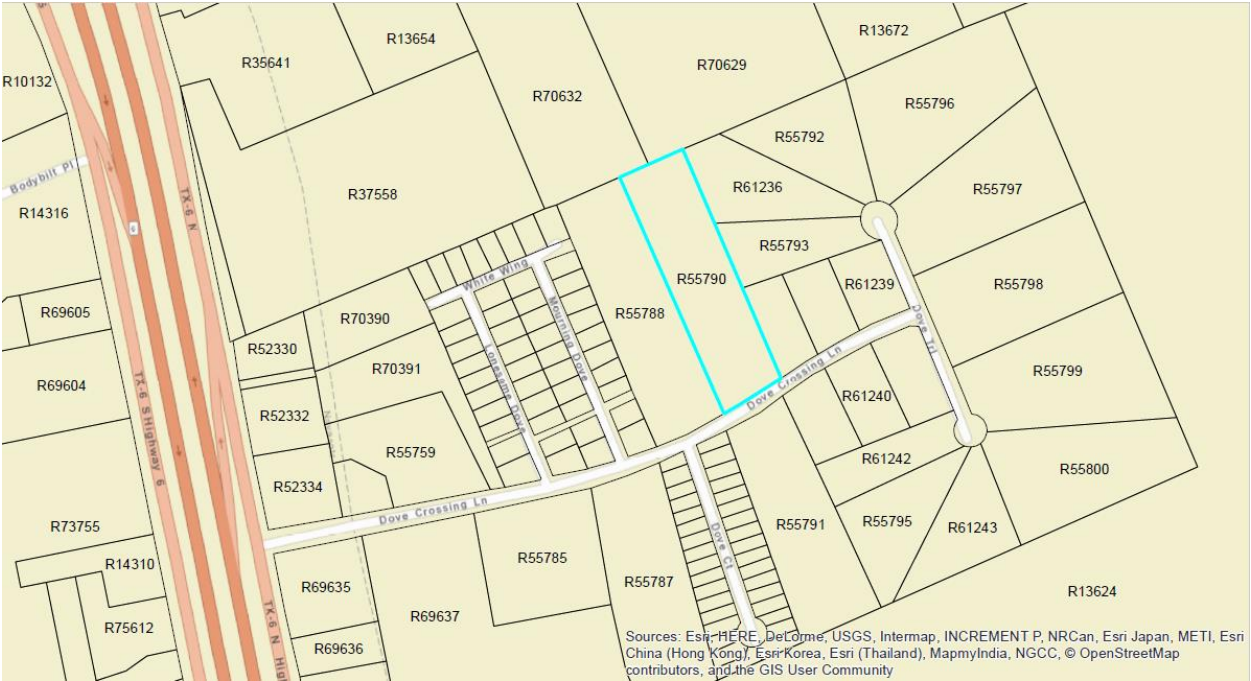 R13654
R13672
R35641
R70629
R10132
R70632
R55796
R55792
Bodybilt Pl
TX-6 N
R37558
R61236
R55797
R14316
R55793
White Wing
R55790
R61239
R55798
R69605
R70390
R55788
Mourning Dove
Dove Trl
R52330
Lonesome Dove
R70391
Dove Crossing Ln
R55799
R69604
R61240
R52332
TX-6 S Highway 6
R55759
R61242
R55800
R52334
Dove Crossing Ln
R55795
R61243
R55791
R73755
Dove Ct
R14310
R55785
R55787
R69635
R13624
R69637
TX-6 N
R75612
R69636
Sources: Esri, HERE, DeLorme, USGS, Intermap, INCREMENT P, NRCan, Esri Japan, METI, Esri
China (Hong Kong), Esri Korea, Esri (Thailand), MapmyIndia, NGCC, © OpenStreetMap
contributors, and the GIS User Community